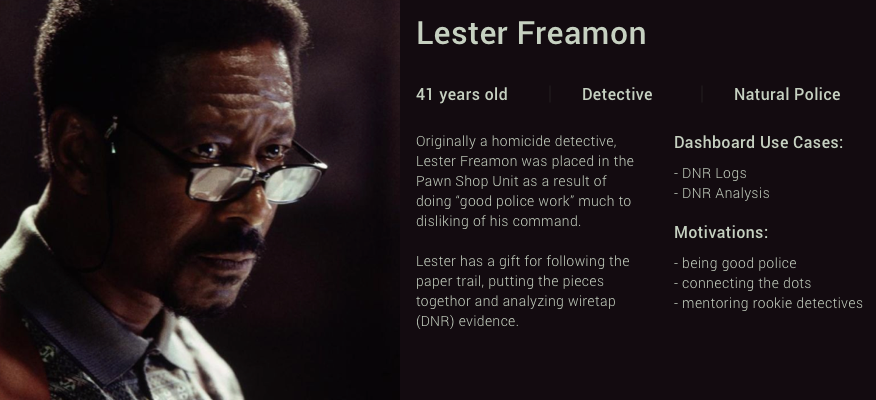 Lester Freamon
41 years old
Detective
Natural Police
Originally a homicide detective,
Lester Freamon was placed in the
Pawn Shop Unit as a result of
doing “good police work” much to
disliking of his command.
Lester has a gift for following the
paper trail, putting the pieces
togethor and analyzing wiretap
(DNR) evidence.
Dashboard Use Cases:
- DNR Logs
- DNR Analysis
Motivations:
- being good police
- connecting the dots
- mentoring rookie detectives